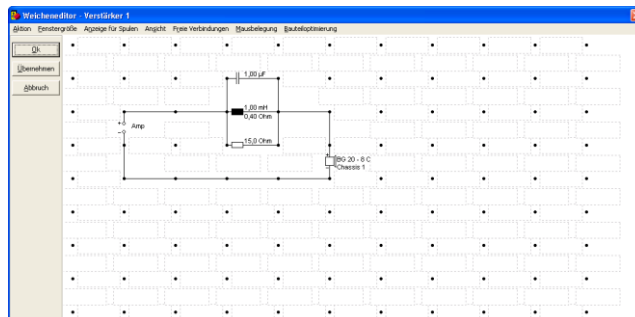 Weicheneditor - Verstärker 1
Aktion Fenstergröße Anzeige für Spulen Ansicht Freie Verbindungen Mausbelegung Bauteiloptimierung
Ok
Übernehmen
Abbruch
1,00 µF
1,00 mH
0,40 Ohm
+
Amp
-
15,0 Ohm
+
BG 20 - 8 C
-
Chassis 1